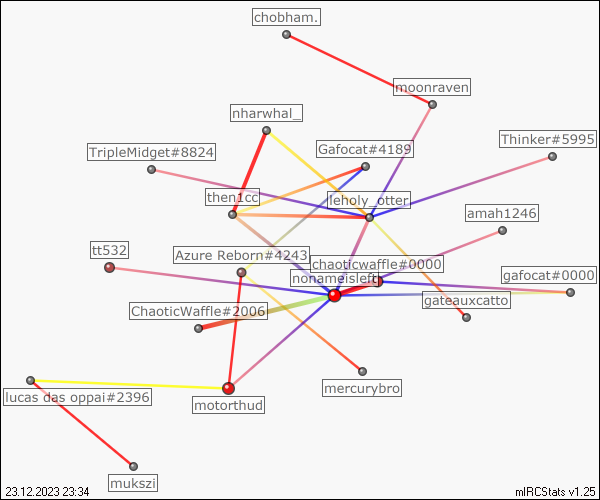 chobham.
moonraven
nharwhal_
Thinker#5995
Gafocat#4189
TripleMidget#8824
then1cc
leholy_otter
amah1246
tt532
Azure Reborn#4243
chaoticwaffle#0000
nonameisleft
gafocat#0000
gateauxcatto
ChaoticWaffle#2006
mercurybro
lucas das oppai#2396
motorthud
mukszi
23.12.2023 23:34
mIRCStats v1.25